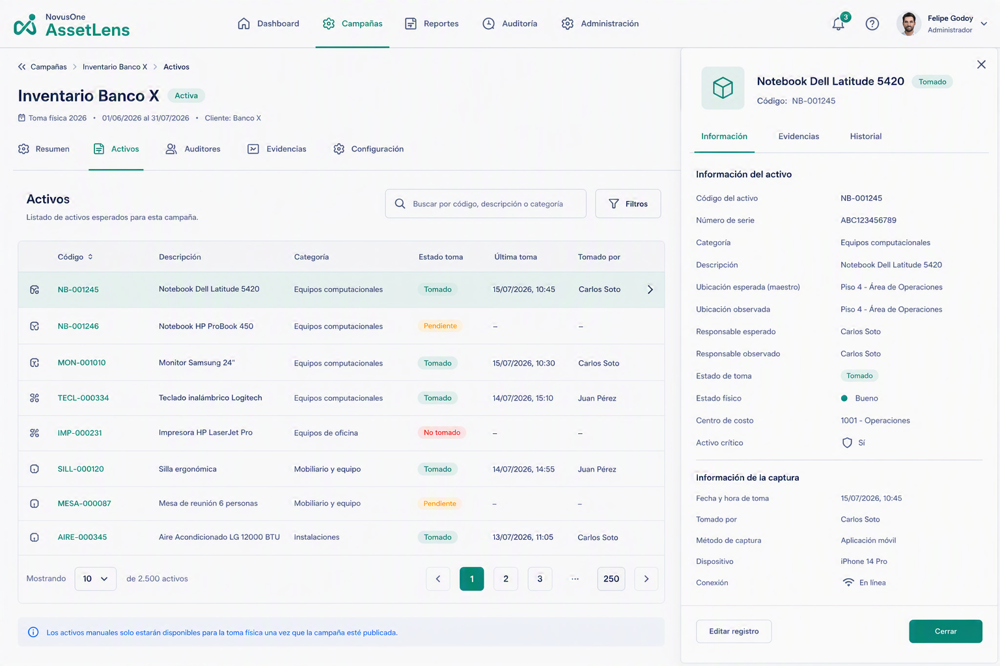 NovusOne
AssetLens
Dashboard
Campañas
Reportes
Auditoría
Administración
3
Felipe Godoy
Administrador
Campañas > Inventario Banco X > Activos
Inventario Banco X Activa
Toma física 2026 • 01/06/2026 al 31/07/2026 • Cliente: Banco X
Resumen
Activos
Auditores
Evidencias
Configuración
Activos
Listado de activos esperados para esta campaña.
Buscar por código, descripción o categoría
Filtros
Código Descripción Categoría Estado toma Última toma Tomado por
NB-001245 Notebook Dell Latitude 5420 Equipos computacionales Tomado 15/07/2026, 10:45 Carlos Soto
NB-001246 Notebook HP ProBook 450 Equipos computacionales Pendiente – –
MON-001010 Monitor Samsung 24" Equipos computacionales Tomado 15/07/2026, 10:30 Carlos Soto
TECL-000334 Teclado inalámbrico Logitech Equipos computacionales Tomado 14/07/2026, 15:10 Juan Pérez
IMP-000231 Impresora HP LaserJet Pro Equipos de oficina No tomado – –
SILL-000120 Silla ergonómica Mobiliario y equipo Tomado 14/07/2026, 14:55 Juan Pérez
MESA-000087 Mesa de reunión 6 personas Mobiliario y equipo Pendiente – –
AIRE-000345 Aire Acondicionado LG 12000 BTU Instalaciones Tomado 13/07/2026, 11:05 Carlos Soto
Mostrando 10 de 2.500 activos
1 2 3 ... 250
Los activos manuales solo estarán disponibles para la toma física una vez que la campaña esté publicada.
Notebook Dell Latitude 5420 Tomado
Código: NB-001245
Información
Evidencias
Historial
Información del activo
Código del activo NB-001245
Número de serie ABC123456789
Categoría Equipos computacionales
Descripción Notebook Dell Latitude 5420
Ubicación esperada (maestro) Piso 4 - Área de Operaciones
Ubicación observada Piso 4 - Área de Operaciones
Responsable esperado Carlos Soto
Responsable observado Carlos Soto
Estado de toma Tomado
Estado físico Bueno
Centro de costo 1001 - Operaciones
Activo crítico Sí
Información de la captura
Fecha y hora de toma 15/07/2026, 10:45
Tomado por Carlos Soto
Método de captura Aplicación móvil
Dispositivo iPhone 14 Pro
Conexión En línea
Editar registro
Cerrar